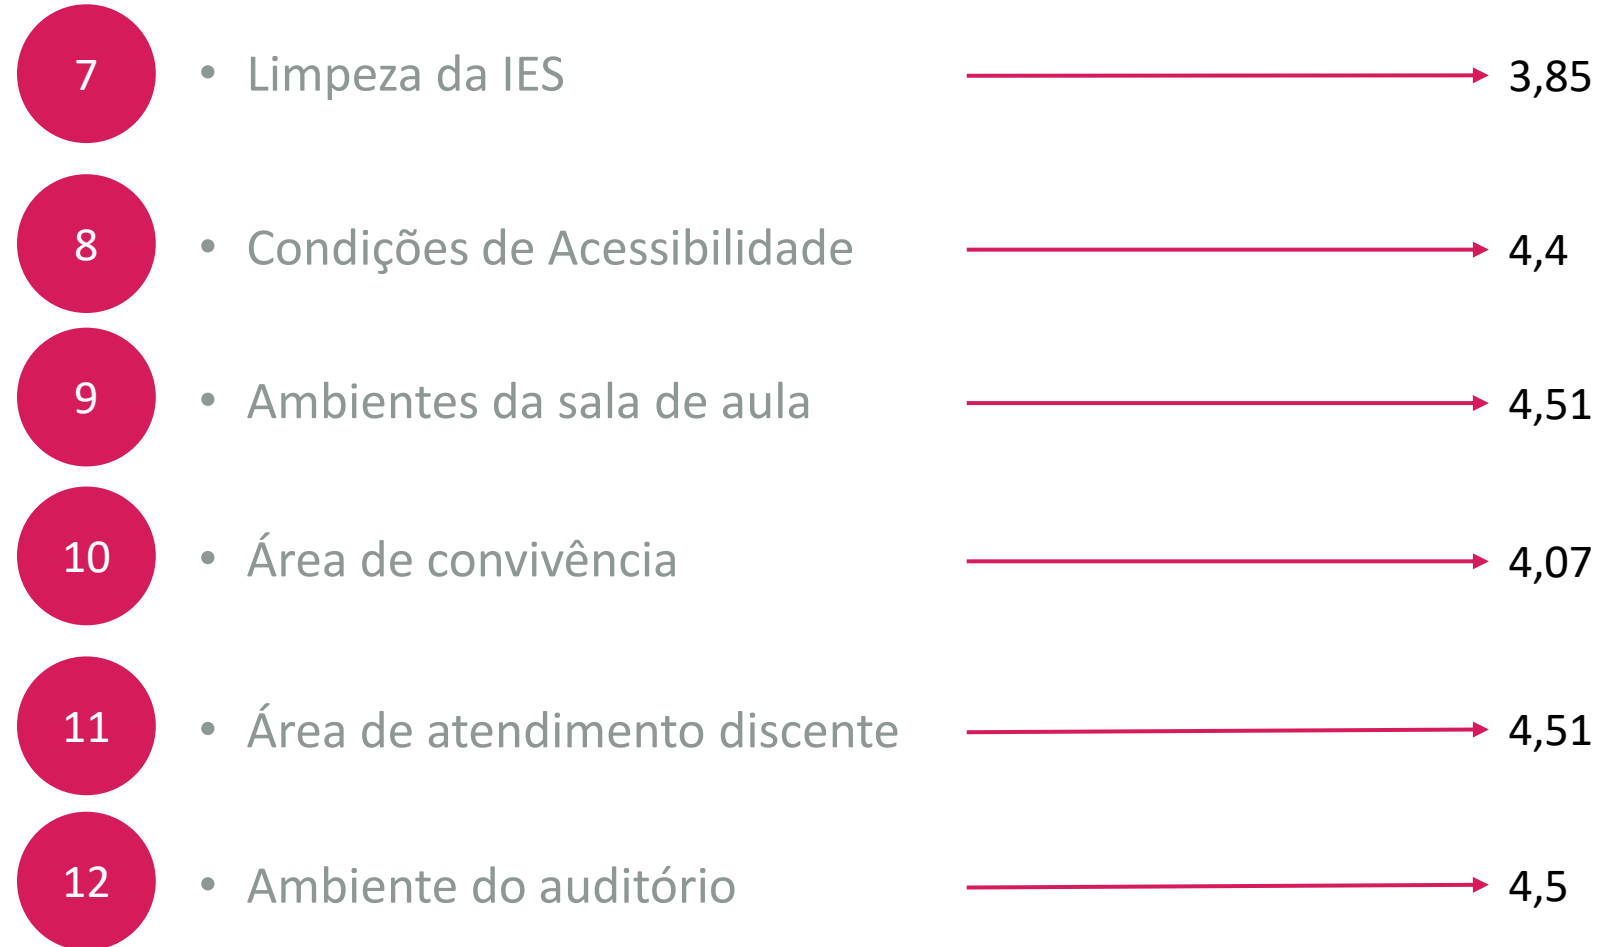 7 • Limpeza da IES 3,85
8 • Condições de Acessibilidade 4,4
9 • Ambientes da sala de aula 4,51
10 • Área de convivência 4,07
11 • Área de atendimento discente 4,51
12 • Ambiente do auditório 4,5